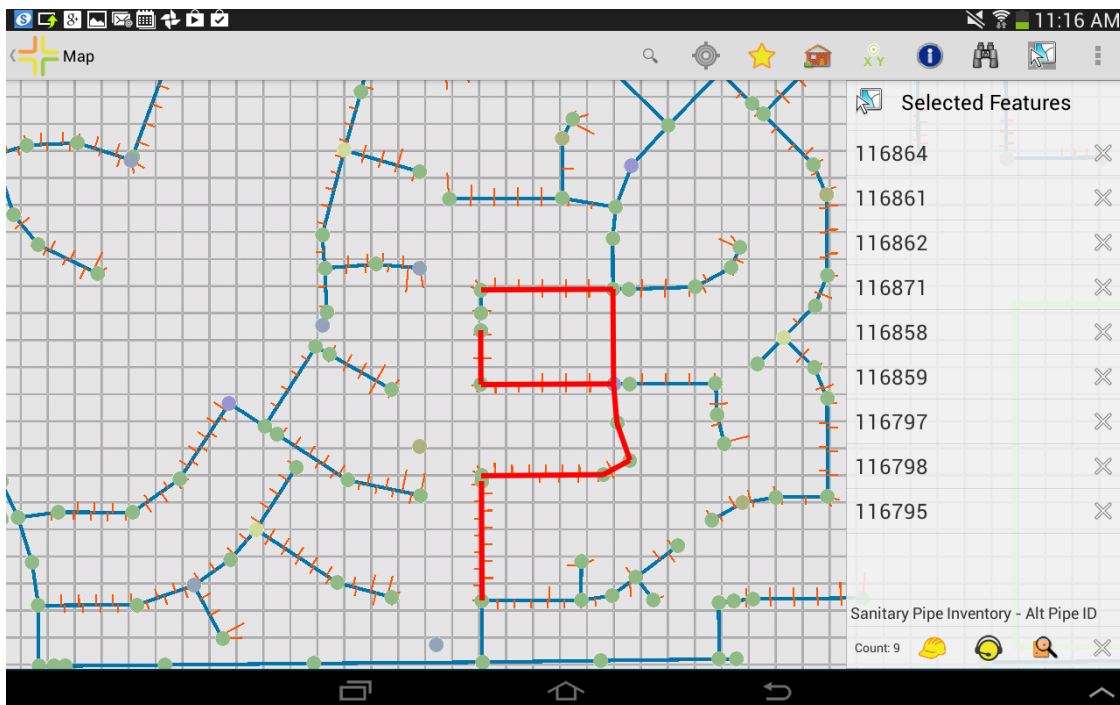 11:16 AM
Map
X Y
Selected Features
116864
116861
116862
116871
116858
116859
116797
116798
116795
Sanitary Pipe Inventory - Alt Pipe ID
Count: 9